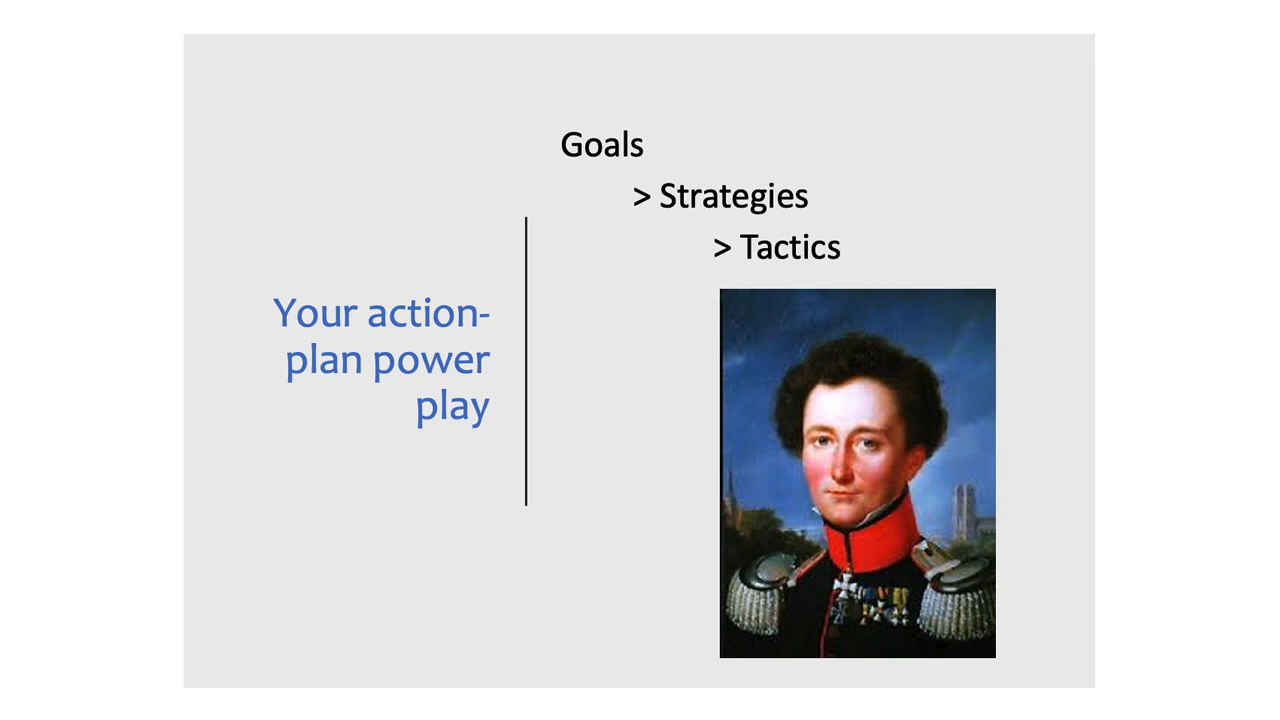 Goals
> Strategies
> Tactics
Your action-
plan power
play